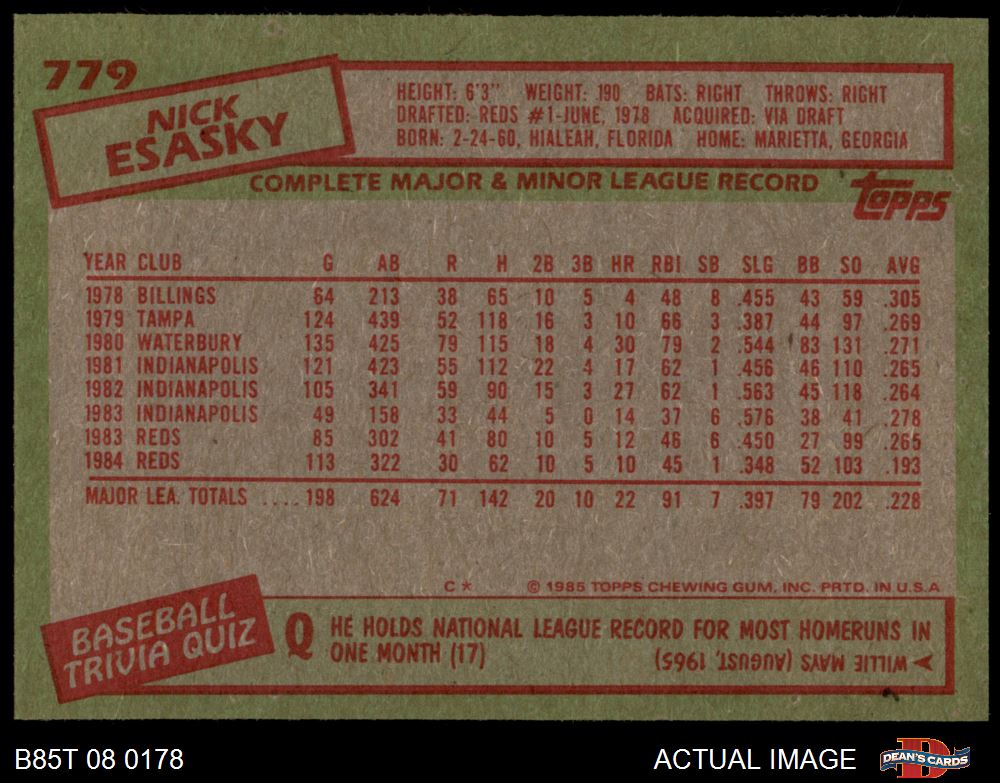 779
NICK
ESASKY
HEIGHT: 6'3" WEIGHT: 190 BATS: RIGHT THROWS: RIGHT
DRAFTED: REDS #1-JUNE, 1978 ACQUIRED: VIA DRAFT
BORN: 2-24-60, HIALEAH, FLORIDA HOME: MARIETTA, GEORGIA
COMPLETE MAJOR & MINOR LEAGUE RECORD
topps
YEAR CLUB G AB R H 2B 3B HR RBI SB SLG BB SO AVG
1978 BILLINGS 64 213 38 65 10 5 4 48 8 .455 43 59 .305
1979 TAMPA 124 439 52 118 16 3 10 66 3 .387 44 97 .269
1980 WATERBURY 135 425 79 115 18 4 30 79 2 .544 83 131 .271
1981 INDIANAPOLIS 121 423 55 112 22 4 17 62 1 .456 46 110 .265
1982 INDIANAPOLIS 105 341 59 90 15 3 27 62 1 .563 45 118 .264
1983 INDIANAPOLIS 49 158 33 44 5 0 14 37 6 .576 38 41 .278
1983 REDS 85 302 41 80 10 5 12 46 6 .450 27 99 .265
1984 REDS 113 322 30 62 10 5 10 45 1 .348 52 103 .193
MAJOR LEA. TOTALS .... 198 624 71 142 20 10 22 91 7 .397 79 202 .228
C* © 1985 TOPPS CHEWING GUM, INC. PRTD. IN U.S.A
BASEBALL
TRIVIA QUIZ
Q HE HOLDS NATIONAL LEAGUE RECORD FOR MOST HOMERUNS IN
ONE MONTH (17)
WILLIE MAYS (AUGUST, 1965)
B85T 08 0178
ACTUAL IMAGE
DEAN'S CARDS